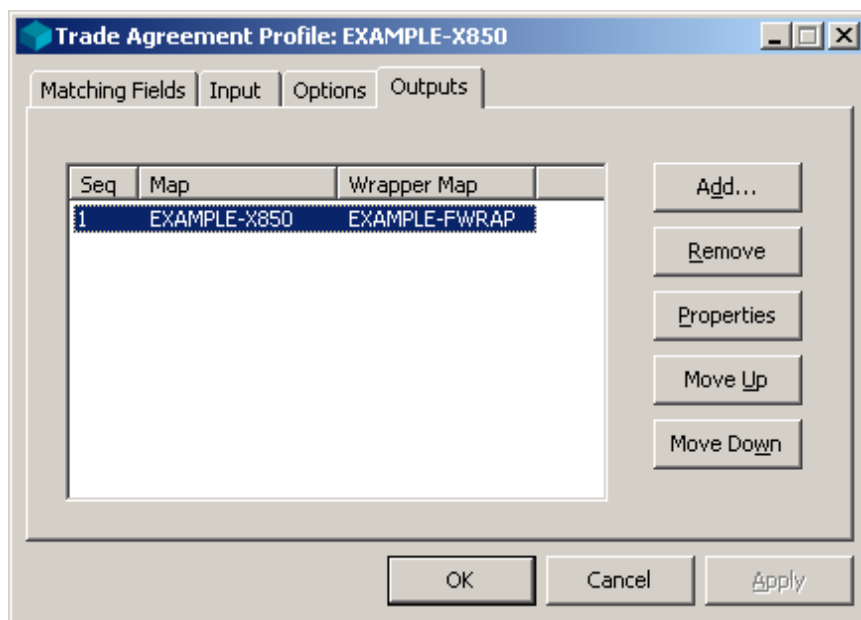 Trade Agreement Profile: EXAMPLE-X850
Matching Fields Input Options Outputs
Seq Map Wrapper Map
1 EXAMPLE-X850 EXAMPLE-FWRAP
Add...
Remove
Properties
Move Up
Move Down
OK Cancel Apply